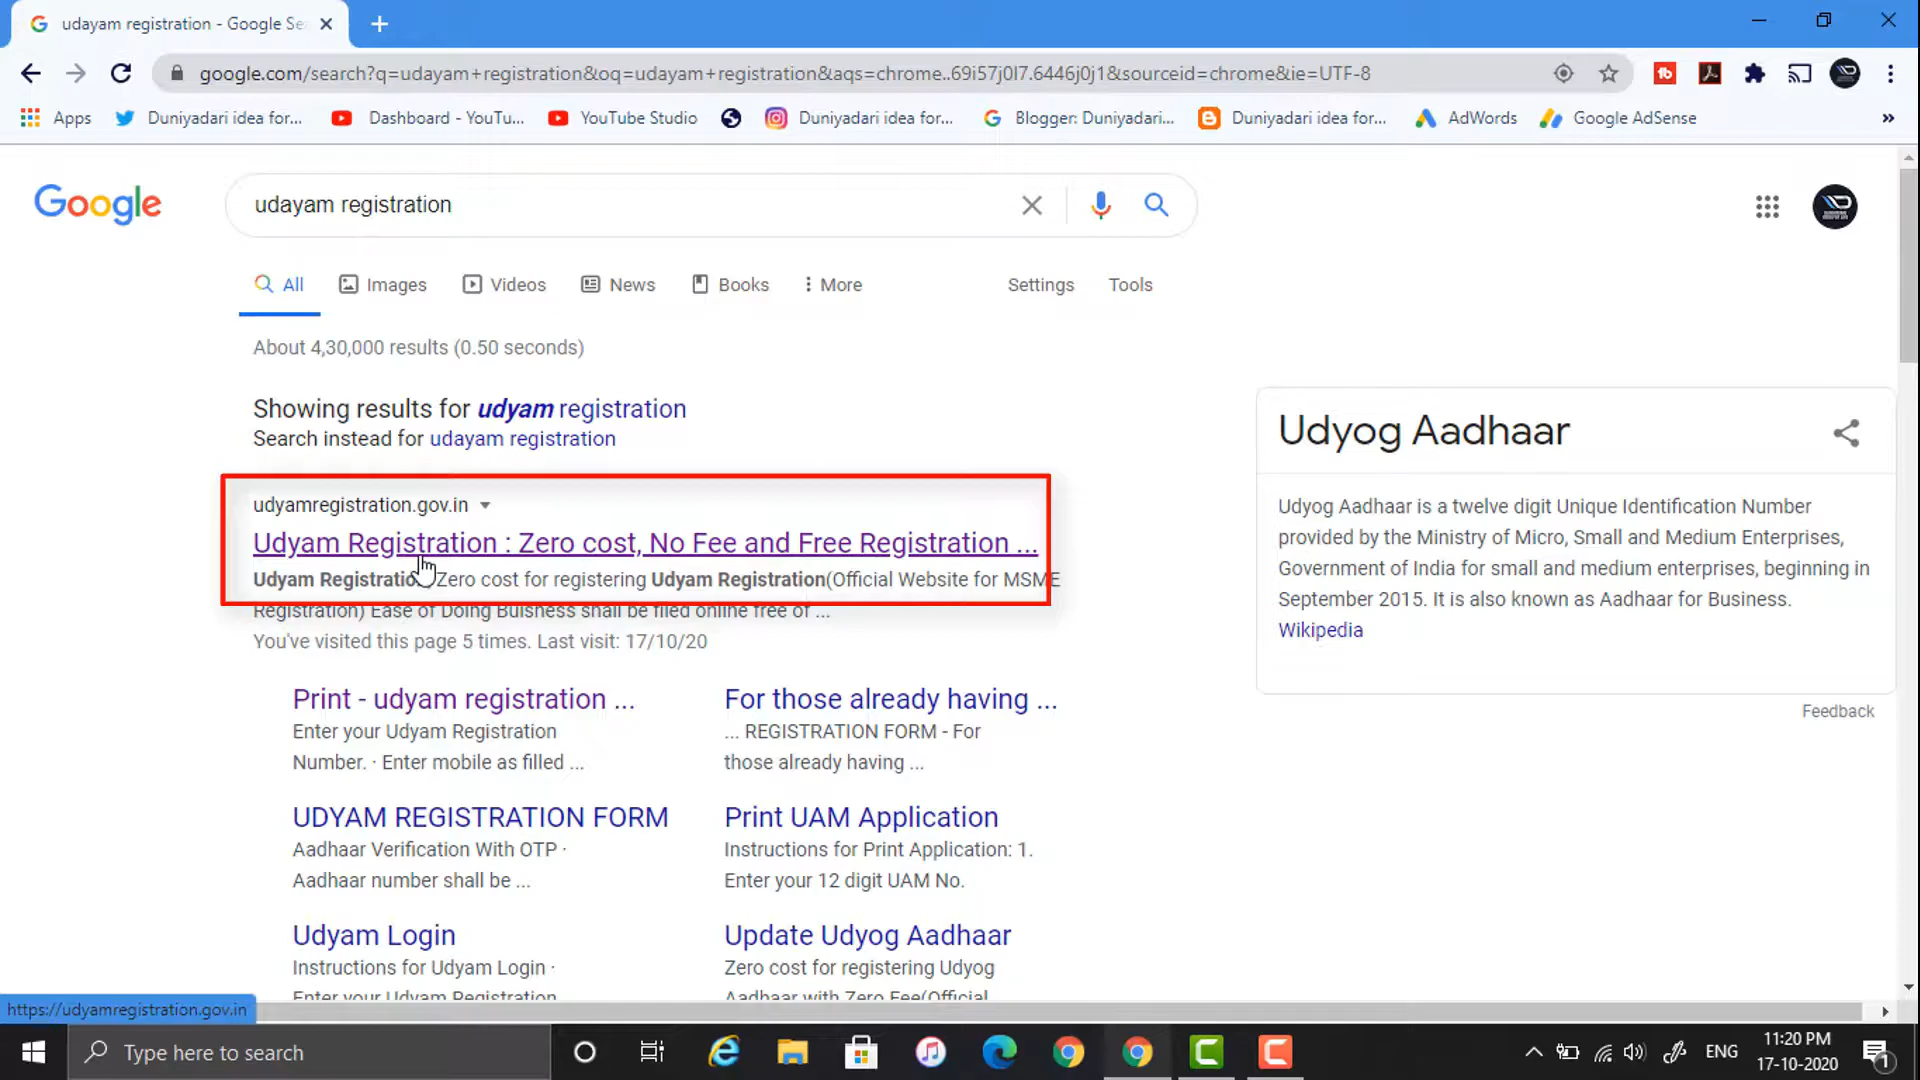 udayam registration - Google Se
google.com/search?q=udayam+registration&oq=udayam+registration&aqs=chrome..69i57j0l7.6446j0j1&sourceid=chrome&ie=UTF-8
Apps
Duniyadari idea for...
Dashboard - YouTu...
YouTube Studio
Duniyadari idea for...
Blogger: Duniyadari...
Duniyadari idea for...
AdWords
Google AdSense
»
Google
udayam registration
All
Images
Videos
News
Books
More
Settings
Tools
About 4,30,000 results (0.50 seconds)
Showing results for udyam registration
Search instead for udayam registration
udyamregistration.gov.in
Udyam Registration : Zero cost, No Fee and Free Registration ...
Udyam Registratio Zero cost for registering Udyam Registration(Official Website for MSME
Registration) Ease of Doing Buisness shall be filed online free of ...
You've visited this page 5 times. Last visit: 17/10/20
Print - udyam registration ...
Enter your Udyam Registration
Number. · Enter mobile as filled ...
For those already having ...
... REGISTRATION FORM - For
those already having ...
UDYAM REGISTRATION FORM
Aadhaar Verification With OTP ·
Aadhaar number shall be ...
Print UAM Application
Instructions for Print Application: 1.
Enter your 12 digit UAM No.
Udyam Login
Instructions for Udyam Login ·
Enter your Udyam Registration
Update Udyog Aadhaar
Zero cost for registering Udyog
Aadhaar with Zero Fee(Official
Udyog Aadhaar
Udyog Aadhaar is a twelve digit Unique Identification Number
provided by the Ministry of Micro, Small and Medium Enterprises,
Government of India for small and medium enterprises, beginning in
September 2015. It is also known as Aadhaar for Business.
Wikipedia
Feedback
https://udyamregistration.gov.in
Type here to search
ENG
11:20 PM
17-10-2020
1